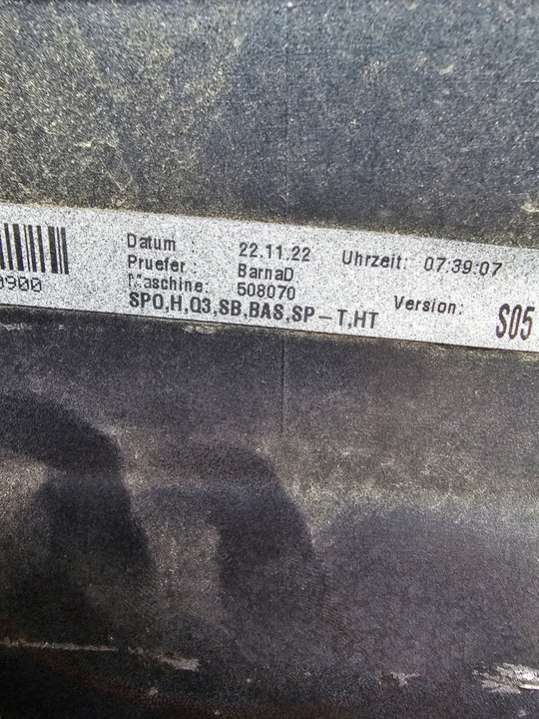 Datum : 22.11.22 Uhrzeit: 07:39:07
Pruefer : BarnaD
Maschine: 508070 Version: S05
SPO,H,Q3,SB,BAS,SP-T,HT